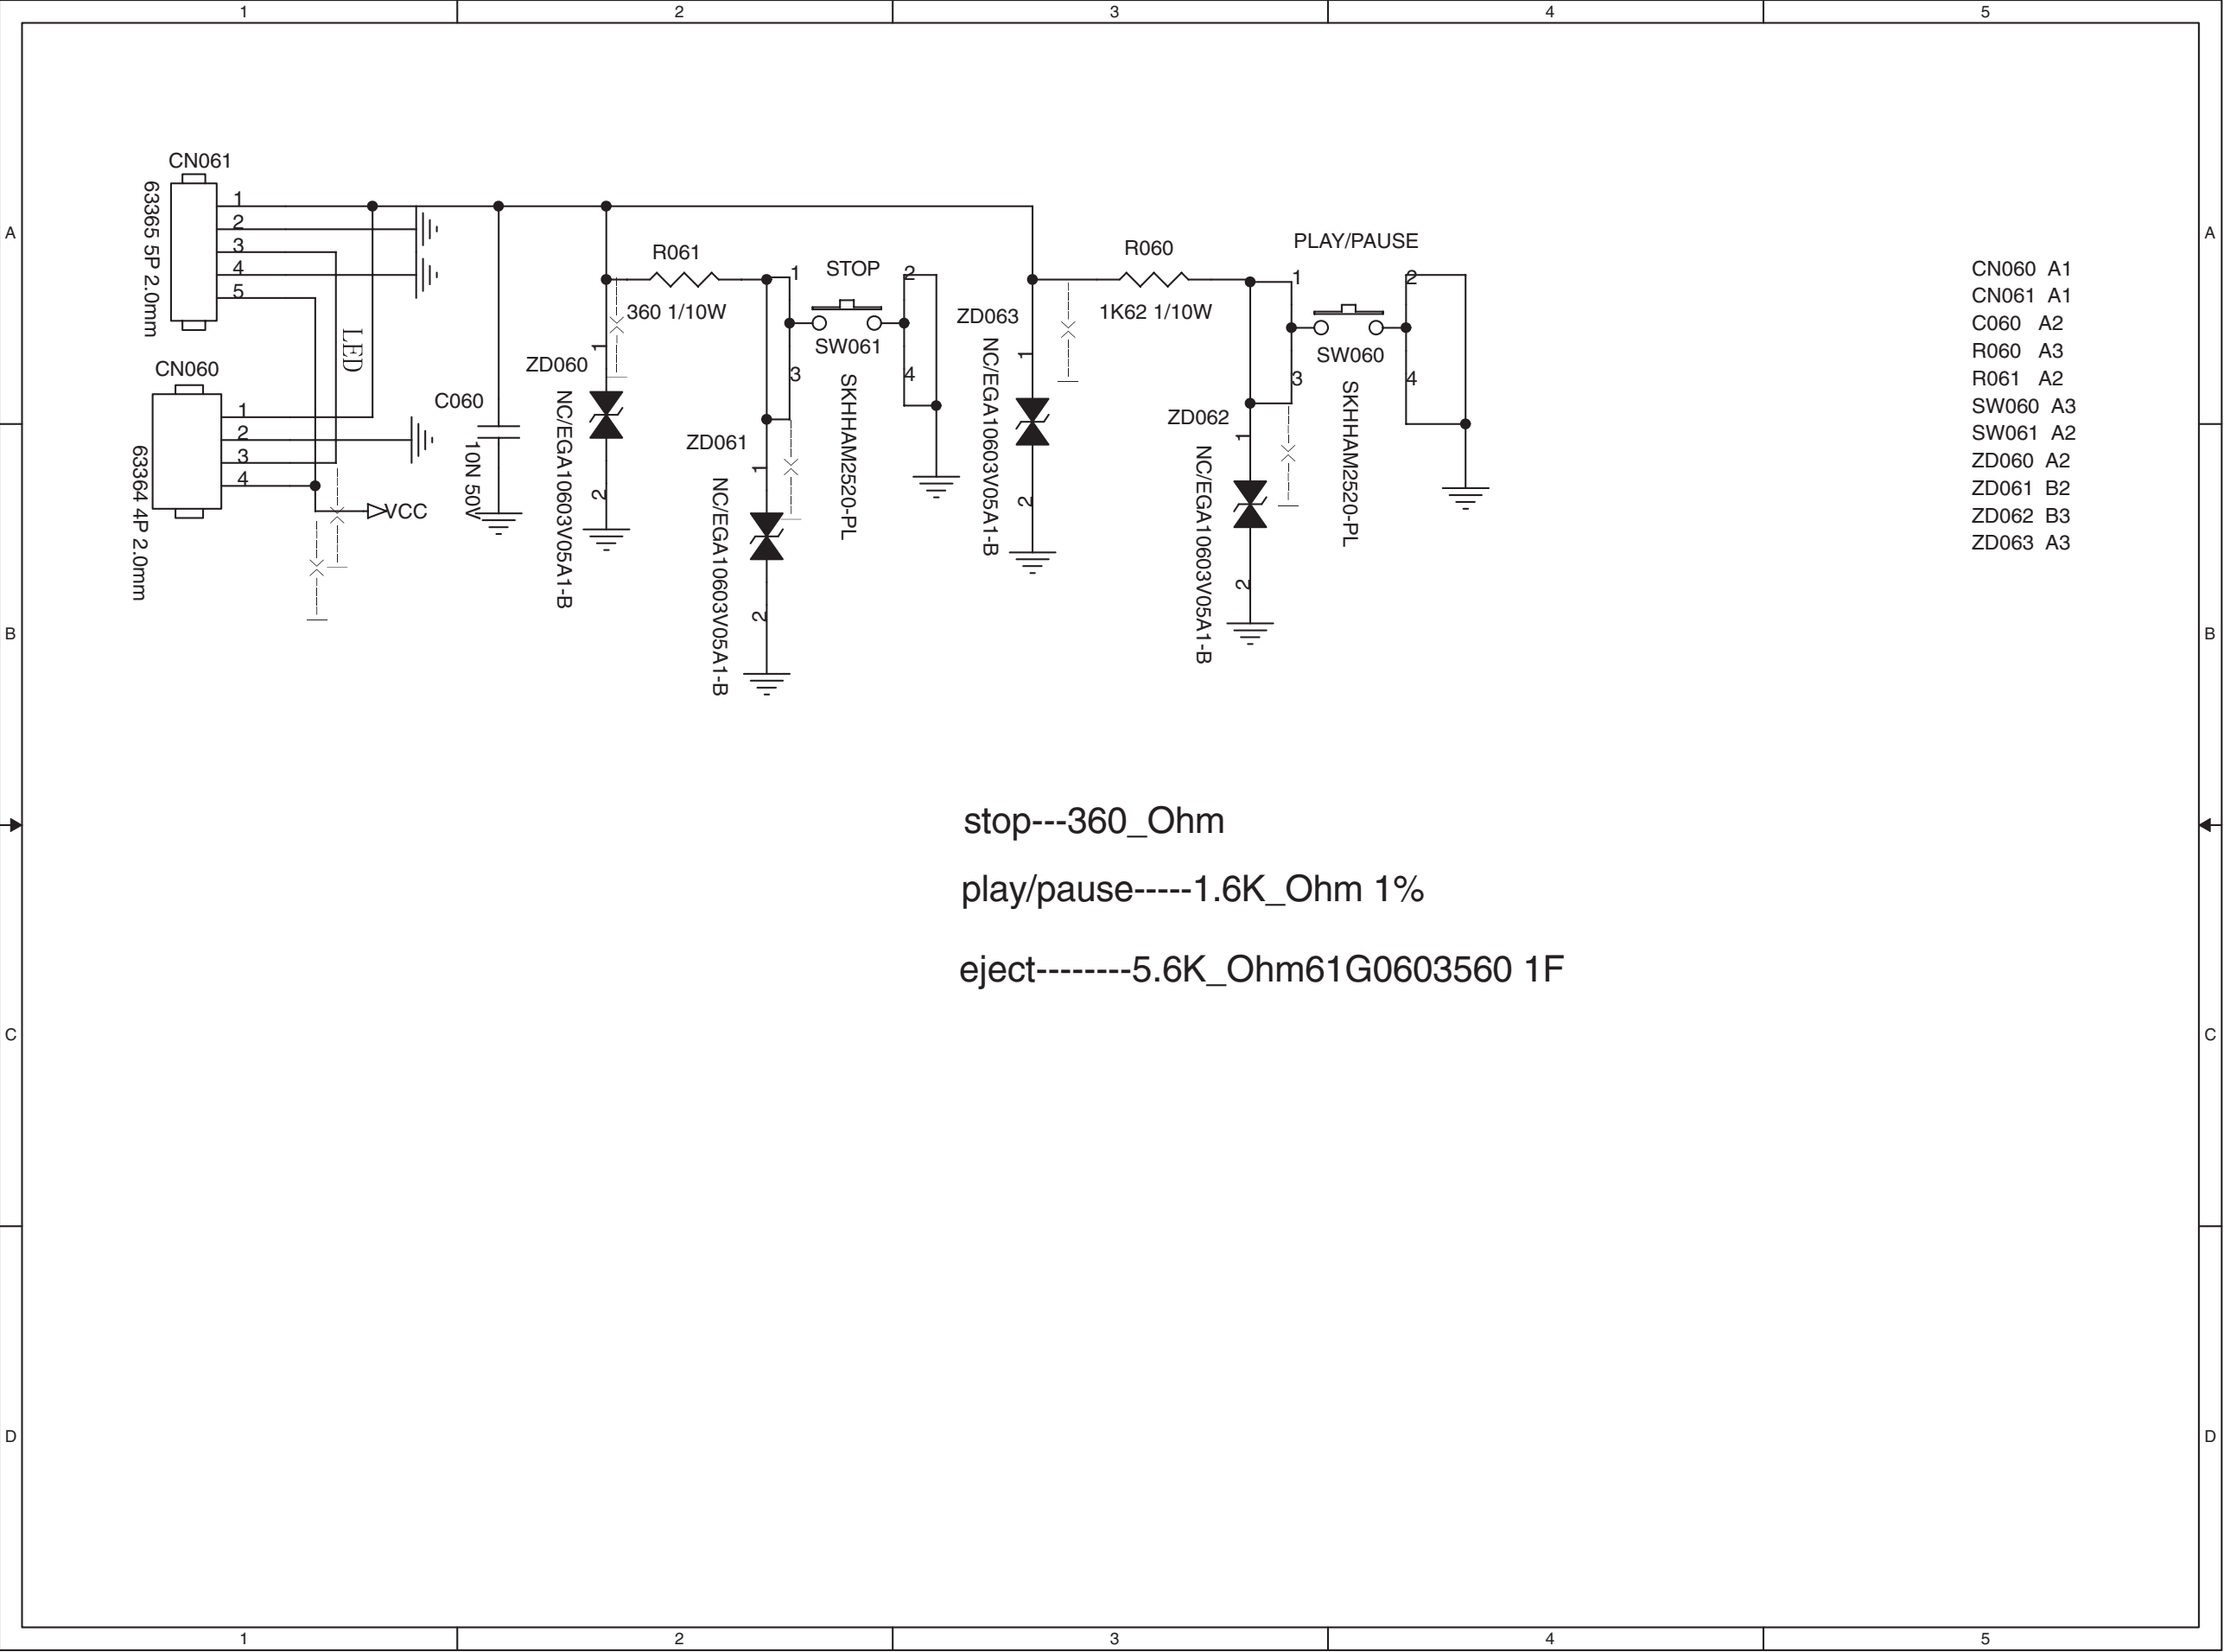 1 2 3 4 5
A A
B B
C C
D D
CN061
63365 5P 2.0mm
1
2
3
4
5
LED
CN060
63364 4P 2.0mm
1
2
3
4
VCC
C060
10N 50V
ZD060
1
2
NC/EGA10603V05A1-B
R061
360 1/10W
ZD061
1
2
NC/EGA10603V05A1-B
STOP
1
2
3
4
SW061
SKHHAM2520-PL
ZD063
1
2
NC/EGA10603V05A1-B
R060
1K62 1/10W
ZD062
1
2
NC/EGA10603V05A1-B
PLAY/PAUSE
1
2
3
4
SW060
SKHHAM2520-PL
CN060 A1
CN061 A1
C060 A2
R060 A3
R061 A2
SW060 A3
SW061 A2
ZD060 A2
ZD061 B2
ZD062 B3
ZD063 A3
stop---360_Ohm
play/pause-----1.6K_Ohm 1%
eject--------5.6K_Ohm61G0603560 1F
1 2 3 4 5